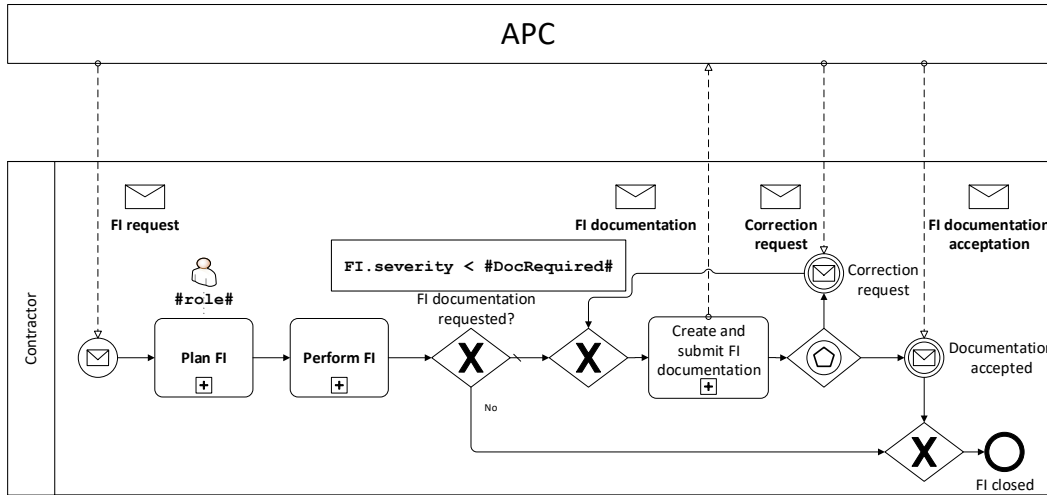 APC
Contractor
FI request
FI documentation
Correction
request
FI documentation
acceptation
FI.severity < #DocRequired#
#role#
FI documentation
requested?
Correction
request
Plan FI
Perform FI
X
X
Create and
submit FI
documentation
Documentation
accepted
No
X
FI closed